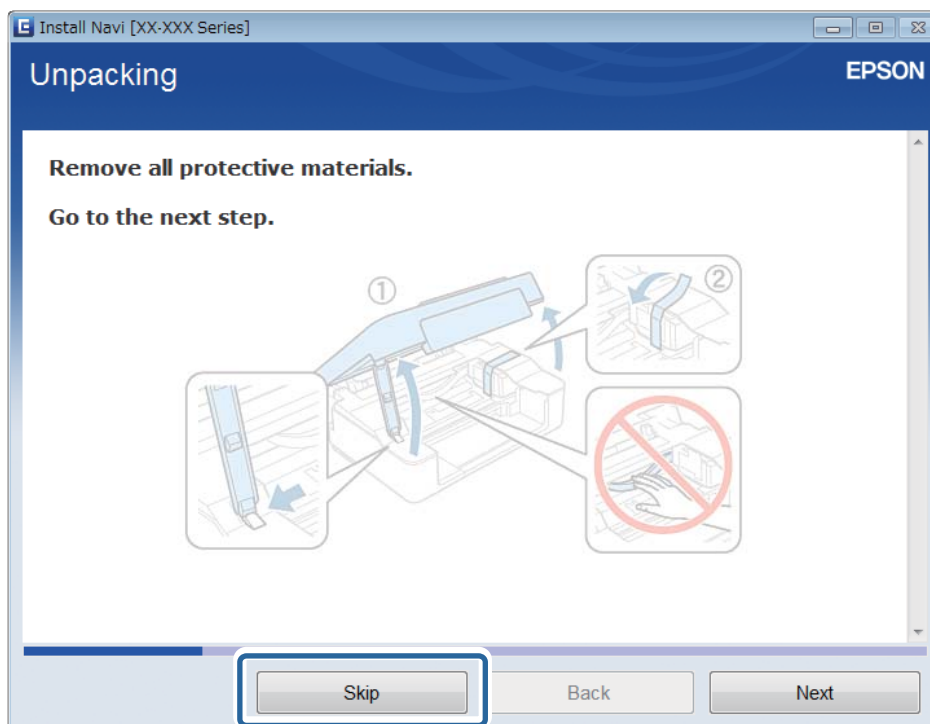 Install Navi [XX-XXX Series]
Unpacking
EPSON
Remove all protective materials.
Go to the next step.
①
②
Skip
Back
Next